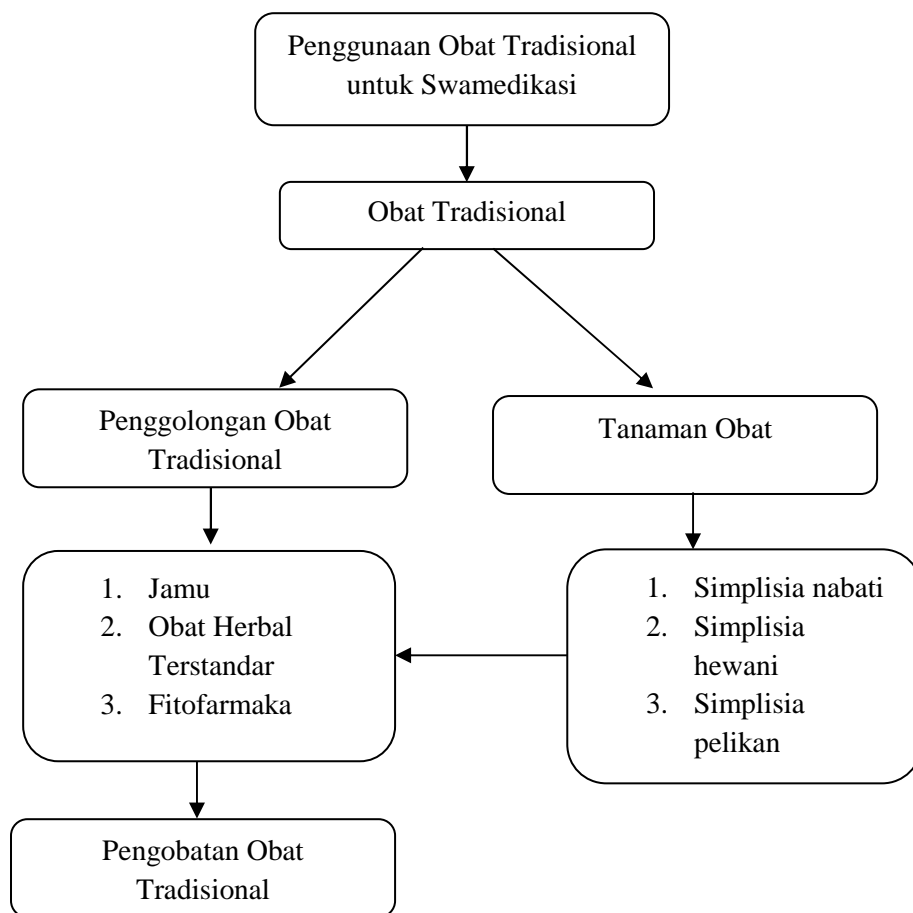 Penggunaan Obat Tradisional
untuk Swamedikasi
Obat Tradisional
Penggolongan Obat
Tradisional
Tanaman Obat
1. Jamu
2. Obat Herbal
Terstandar
3. Fitofarmaka
1. Simplisia nabati
2. Simplisia
hewani
3. Simplisia
pelikan
Pengobatan Obat
Tradisional